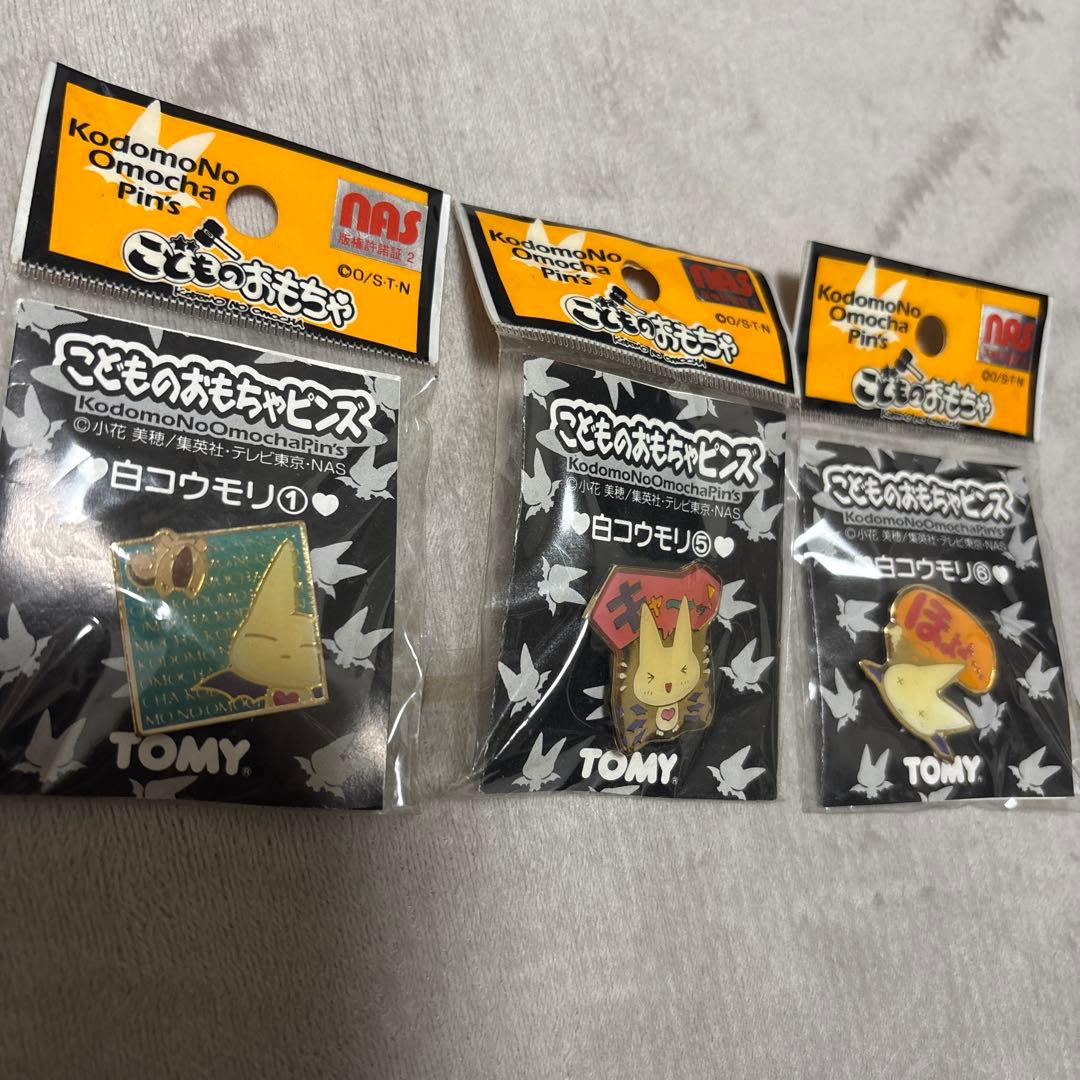 KodomoNo
Omocha
Pin's
nas
版権許諾証 2
©O/S・T・N
こどものおもちゃ
KODOMO NO OMOCHA
こどものおもちゃピンズ
KodomoNoOmochaPin's
©小花 美穂/集英社・テレビ東京・NAS
白コウモリ①
TOMY®
KodomoNo
Omocha
Pin's
nas
©O/S・T・N
こどものおもちゃ
KODOMO NO OMOCHA
こどものおもちゃピンズ
KodomoNoOmochaPin's
©小花 美穂/集英社・テレビ東京・NAS
白コウモリ⑤
TOMY®
KodomoNo
Omocha
Pin's
nas
©O/S・T・N
こどものおもちゃ
KODOMO NO OMOCHA
こどものおもちゃピンズ
KodomoNoOmochaPin's
©小花 美穂/集英社・テレビ東京・NAS
白コウモリ⑥
TOMY®